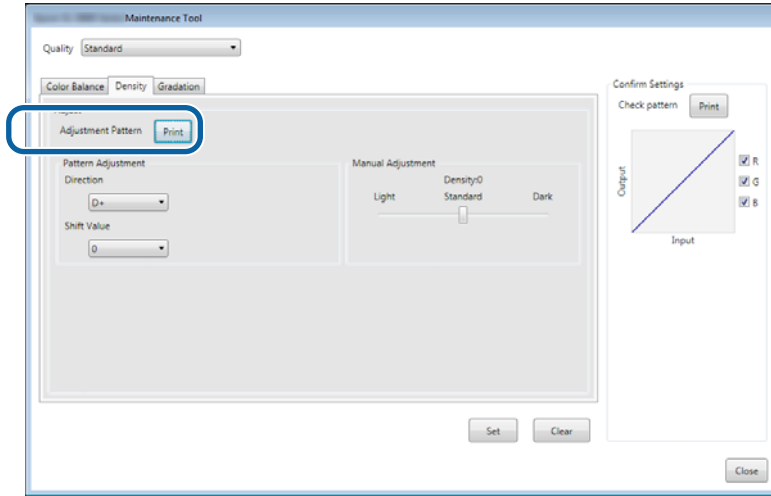 Maintenance Tool
Quality Standard
Color Balance Density Gradation
Adjustment Pattern Print
Pattern Adjustment
Direction
D+
Shift Value
0
Manual Adjustment
Density:0
Light Standard Dark
Set Clear
Confirm Settings
Check pattern Print
Output
R
G
B
Input
Close